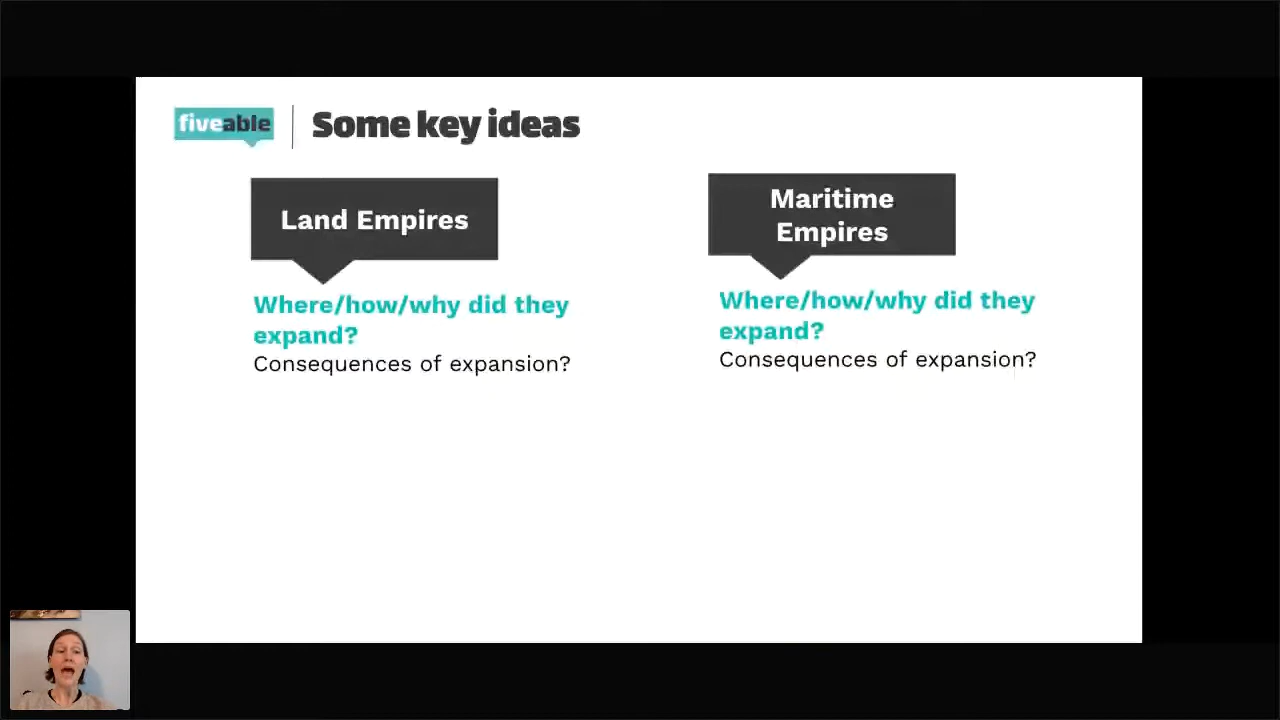 fiveable
Some key ideas
Land Empires
Where/how/why did they
expand?
Consequences of expansion?
Maritime
Empires
Where/how/why did they
expand?
Consequences of expansion?